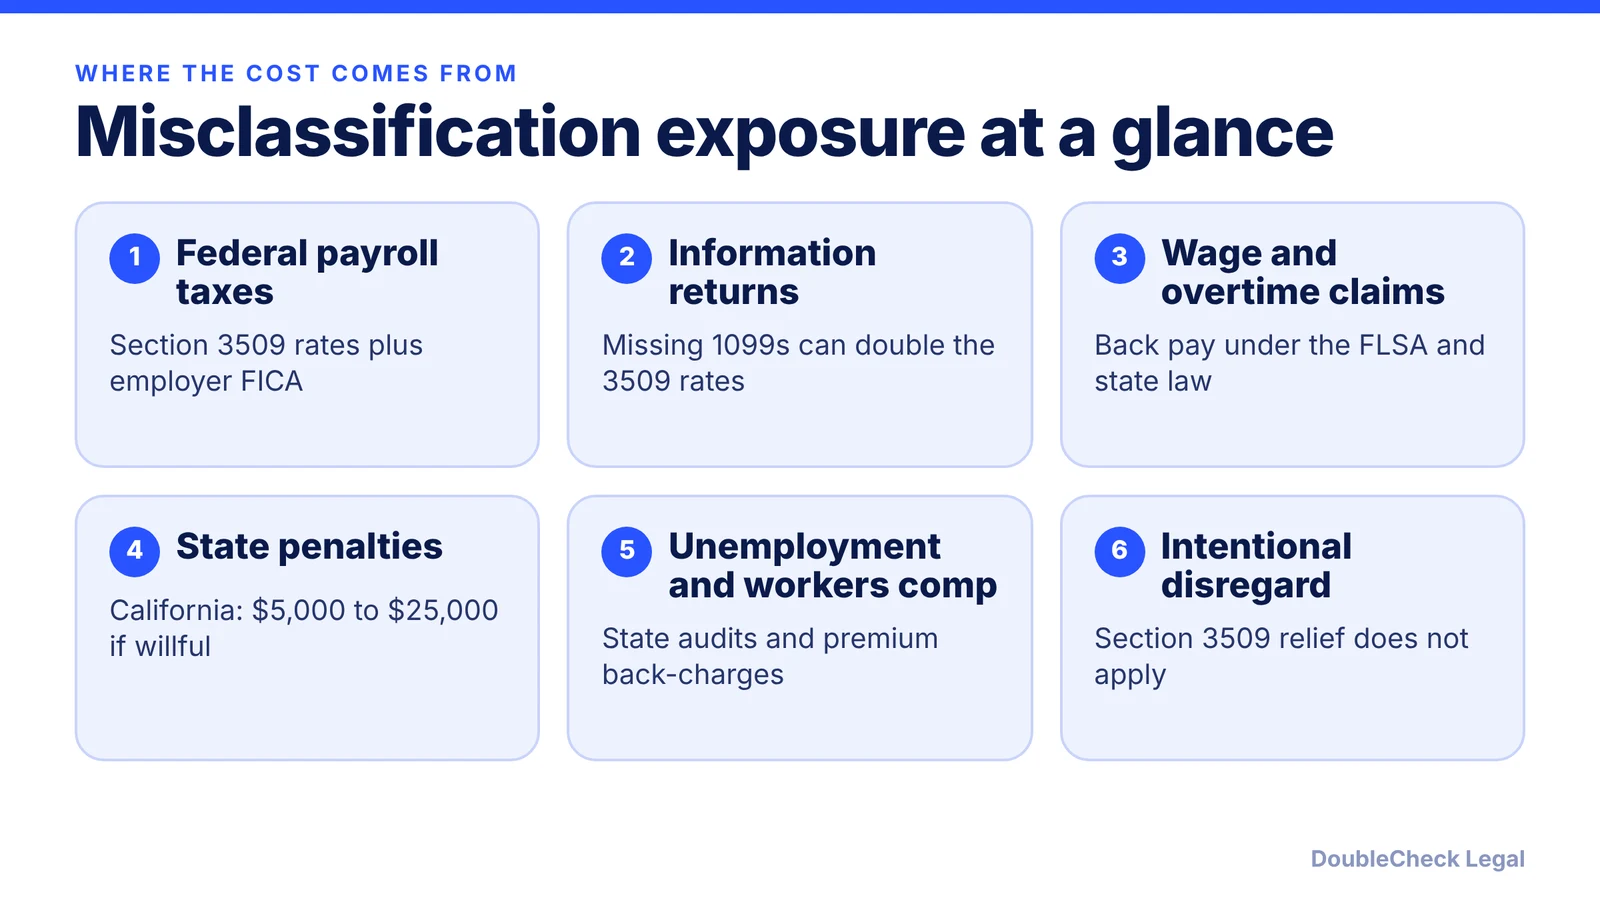 WHERE THE COST COMES FROM
Misclassification exposure at a glance
1
Federal payroll
taxes
Section 3509 rates plus
employer FICA
2
Information
returns
Missing 1099s can double the
3509 rates
3
Wage and
overtime claims
Back pay under the FLSA and
state law
4
State penalties
California: $5,000 to $25,000
if willful
5
Unemployment
and workers comp
State audits and premium
back-charges
6
Intentional
disregard
Section 3509 relief does not
apply
DoubleCheck Legal